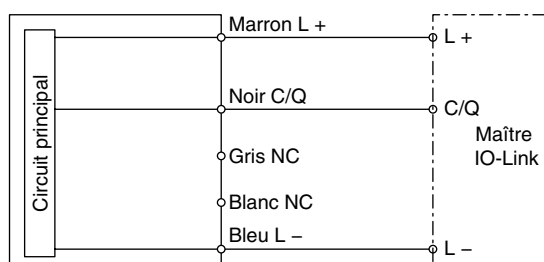 Marron L +
L +
Noir C/Q
C/Q
Circuit principal
Maître
IO-Link
Gris NC
Blanc NC
Bleu L –
L –